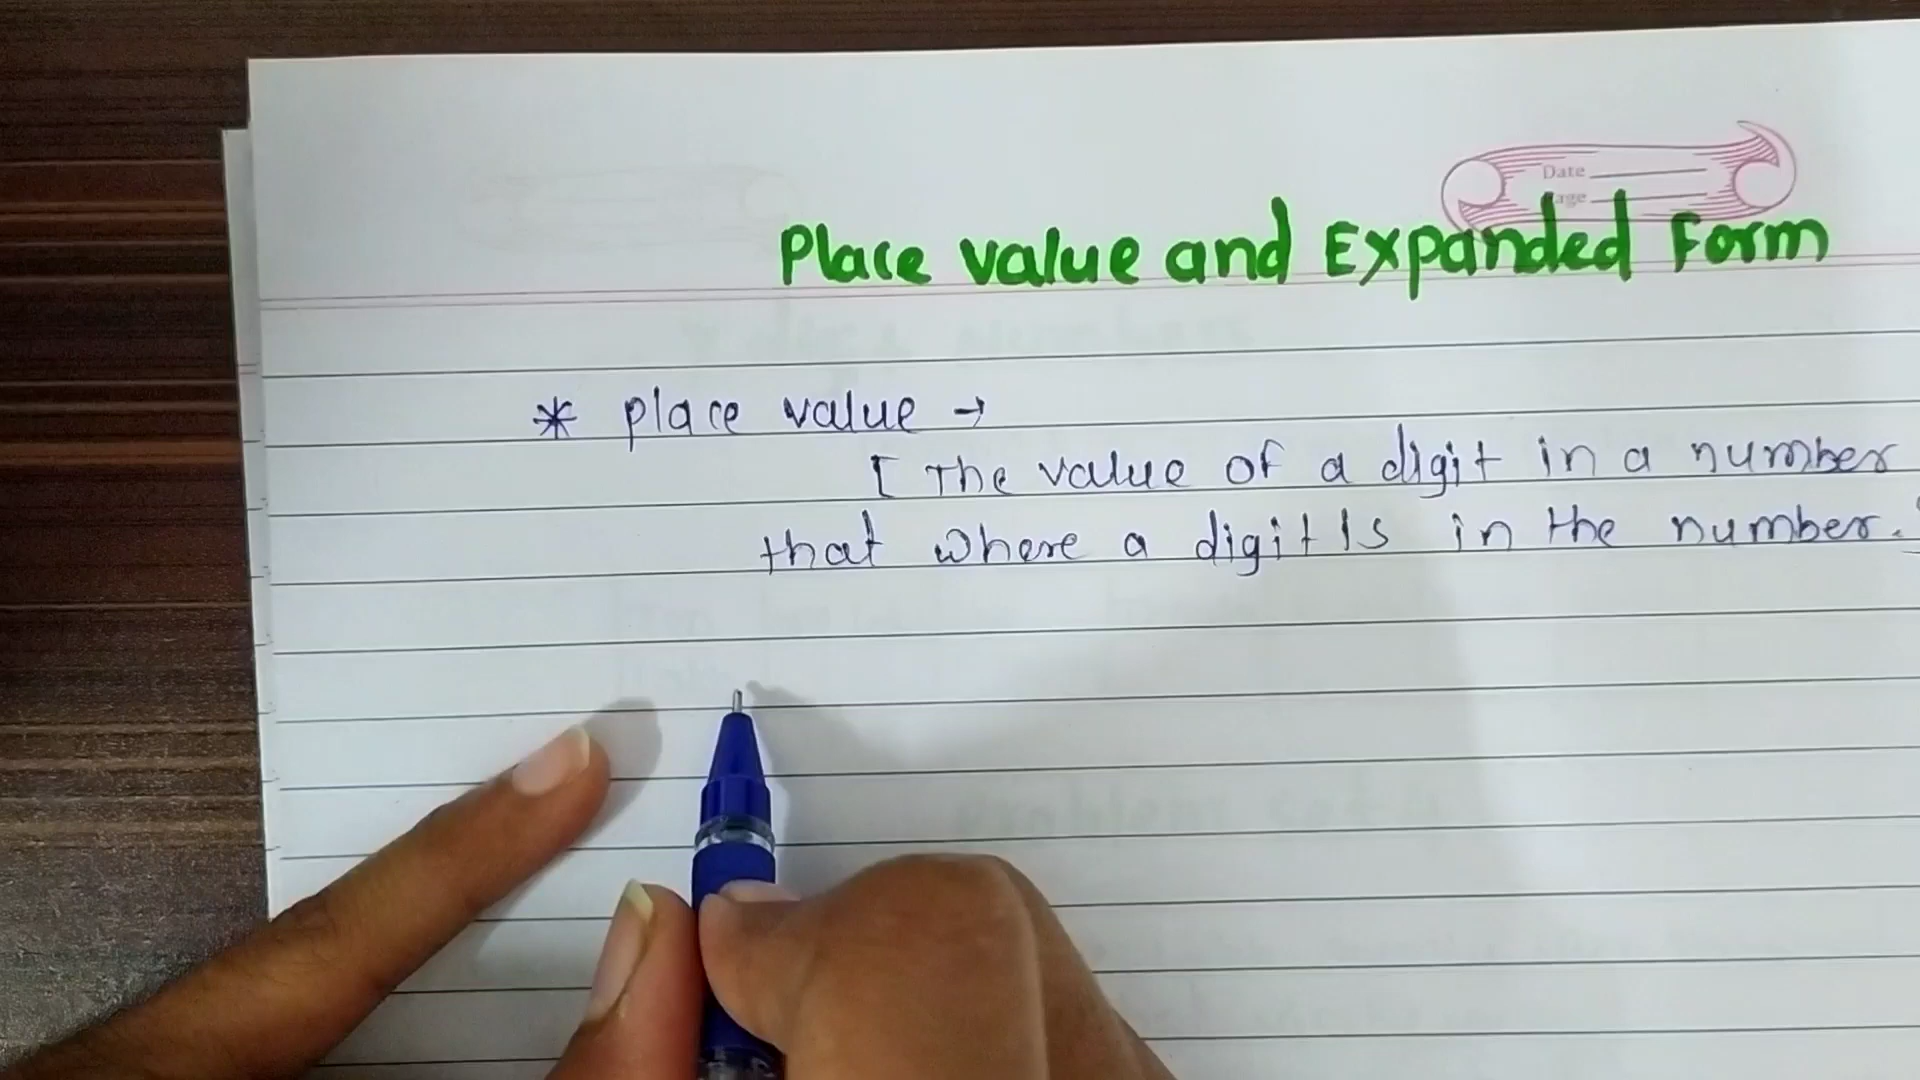 Date
Page
Place value and Expanded Form
* place value →
[ The value of a digit in a number
that where a digit Is in the number.